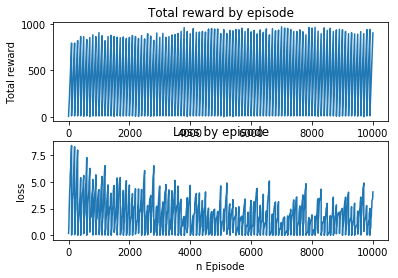 Total reward by episode
1000
500
0
Total reward
0 2000 4000 6000 8000 10000
Loss by episode
7.5
5.0
2.5
0.0
loss
0 2000 4000 6000 8000 10000
n Episode